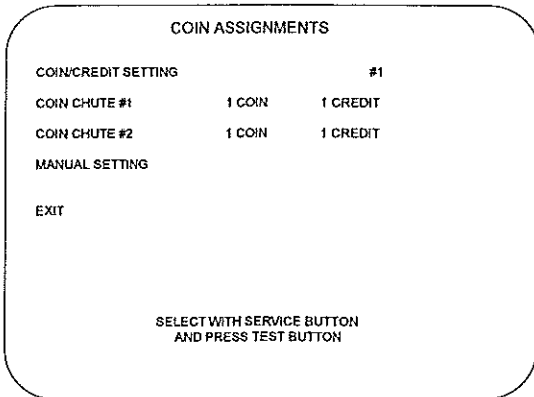 COIN ASSIGNMENTS
COIN/CREDIT SETTING #1
COIN CHUTE #1 1 COIN 1 CREDIT
COIN CHUTE #2 1 COIN 1 CREDIT
MANUAL SETTING
EXIT
SELECT WITH SERVICE BUTTON
AND PRESS TEST BUTTON